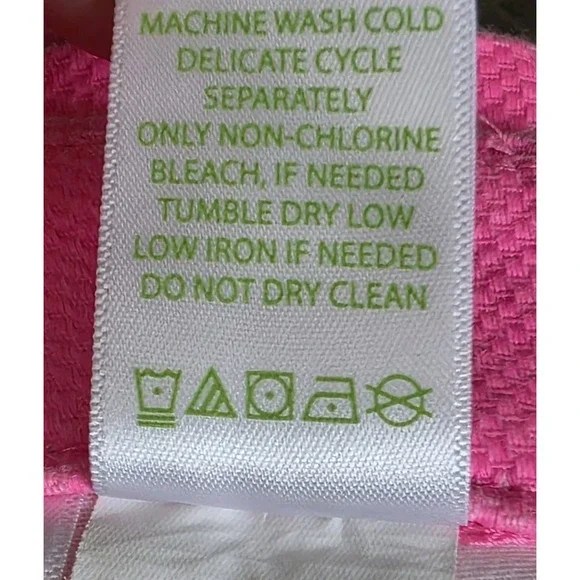 MACHINE WASH COLD
DELICATE CYCLE
SEPARATELY
ONLY NON-CHLORINE
BLEACH, IF NEEDED
TUMBLE DRY LOW
LOW IRON IF NEEDED
DO NOT DRY CLEAN